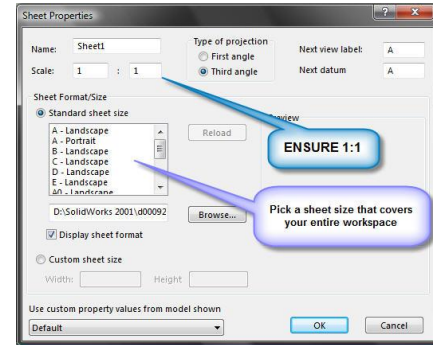 Sheet Properties
Name: Sheet1
Type of projection
First angle
Third angle
Next view label: A
Scale: 1 : 1
Next datum A
Sheet Format/Size
Standard sheet size
A - Landscape
A - Portrait
B - Landscape
C - Landscape
D - Landscape
E - Landscape
A0 - Landscape
Reload
ENSURE 1:1
D:\SolidWorks 2001\d00092
Browse...
Pick a sheet size that covers
your entire workspace
Display sheet format
Custom sheet size
Width: Height
Use custom property values from model shown
Default
OK Cancel